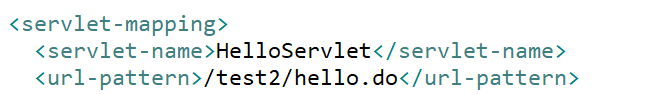 <servlet-mapping>
<servlet-name>HelloServlet</servlet-name>
<url-pattern>/test2/hello.do</url-pattern>